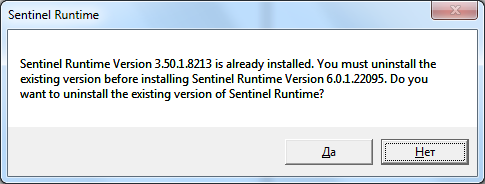 Sentinel Runtime
Sentinel Runtime Version 3.50.1.8213 is already installed. You must uninstall the
existing version before installing Sentinel Runtime Version 6.0.1.22095. Do you
want to uninstall the existing version of Sentinel Runtime?
Да
Нет